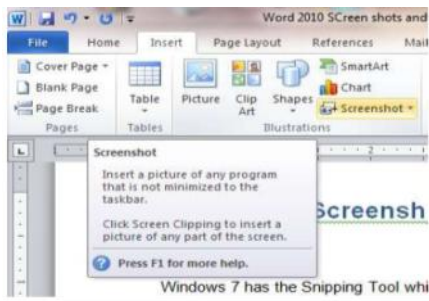 W Word 2010 SCreen shots and
File Home Insert Page Layout References Mail
Cover Page
Blank Page
Page Break
Table
Picture
Clip Art
Shapes
SmartArt
Chart
Screenshot
Pages Tables Illustrations
L 2
Screenshot
Insert a picture of any program
that is not minimized to the
taskbar.
Click Screen Clipping to insert a
picture of any part of the screen.
Press F1 for more help.
Screensh
Windows 7 has the Snipping Tool whi